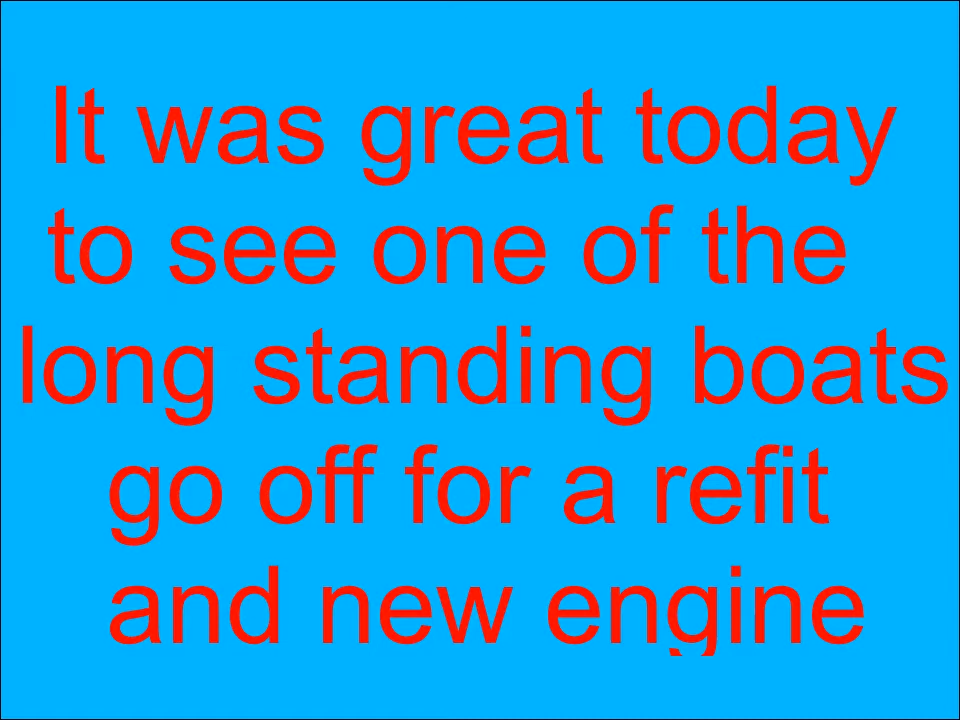 It was great today
to see one of the
long standing boats
go off for a refit
and new engine